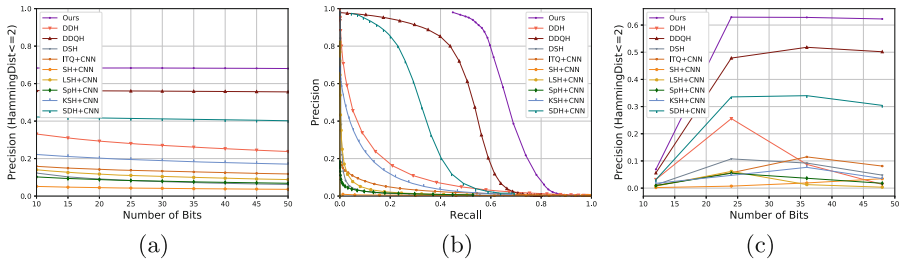 Precision (HammingDist<=2)
1.0
0.8
0.6
0.4
0.2
0.0
Ours
DDH
DDQH
DSH
ITQ+CNN
SH+CNN
LSH+CNN
SpH+CNN
KSH+CNN
SDH+CNN
10 15 20 25 30 35 40 45 50
Number of Bits
(a)
Precision
1.0
0.8
0.6
0.4
0.2
0.0
Ours
DDH
DDQH
DSH
ITQ+CNN
SH+CNN
LSH+CNN
SpH+CNN
KSH+CNN
SDH+CNN
0.0 0.2 0.4 0.6 0.8 1.0
Recall
(b)
Precision (HammingDist<=2)
0.6
0.5
0.4
0.3
0.2
0.1
0.0
Ours
DDH
DDQH
DSH
ITQ+CNN
SH+CNN
LSH+CNN
SpH+CNN
KSH+CNN
SDH+CNN
10 15 20 25 30 35 40 45 50
Number of Bits
(c)